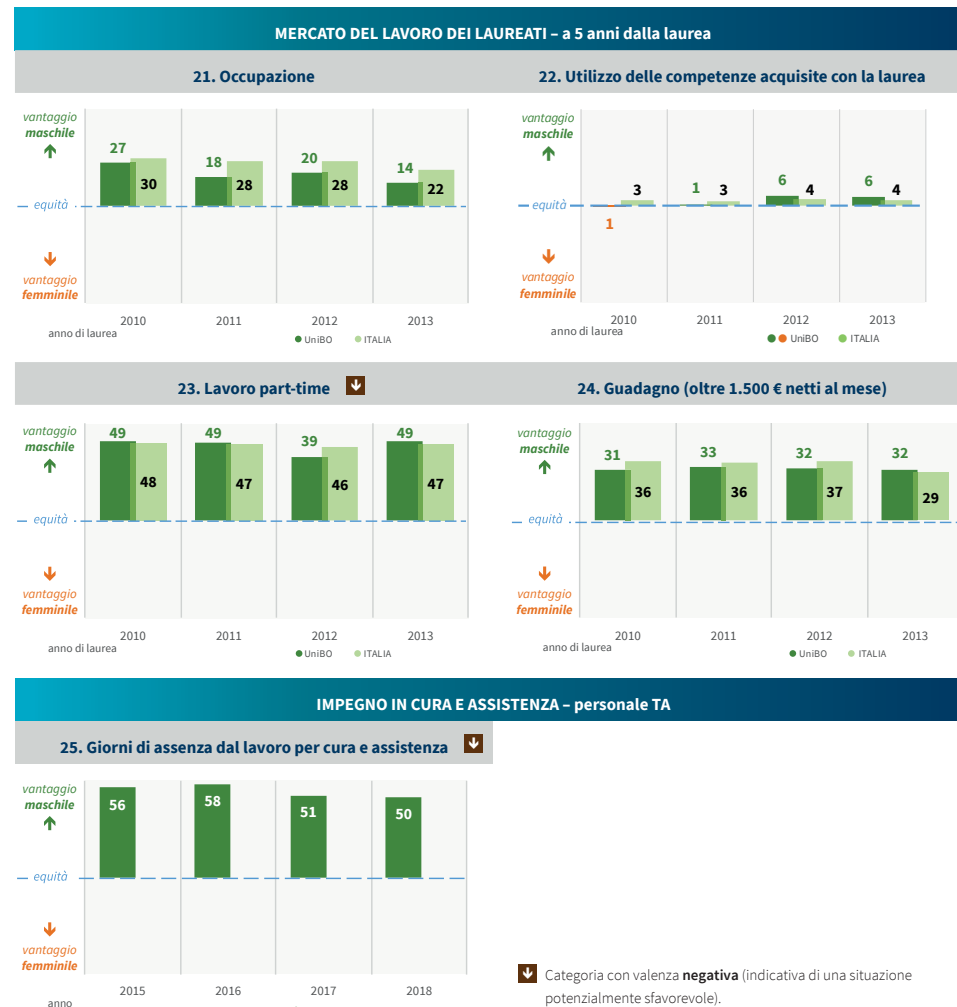 MERCATO DEL LAVORO DEI LAUREATI – a 5 anni dalla laurea
21. Occupazione
vantaggio
maschile
27
30
18
28
20
28
14
22
equità
vantaggio
femminile
2010
2011
2012
2013
anno di laurea
UniBO
ITALIA
22. Utilizzo delle competenze acquisite con la laurea
vantaggio
maschile
1
3
1
3
6
4
6
4
equità
vantaggio
femminile
2010
2011
2012
2013
anno di laurea
UniBO
ITALIA
23. Lavoro part-time
vantaggio
maschile
49
48
49
47
39
46
49
47
equità
vantaggio
femminile
2010
2011
2012
2013
anno di laurea
UniBO
ITALIA
24. Guadagno (oltre 1.500 € netti al mese)
vantaggio
maschile
31
36
33
36
32
37
32
29
equità
vantaggio
femminile
2010
2011
2012
2013
anno di laurea
UniBO
ITALIA
IMPEGNO IN CURA E ASSISTENZA – personale TA
25. Giorni di assenza dal lavoro per cura e assistenza
vantaggio
maschile
56
58
51
50
equità
vantaggio
femminile
2015
2016
2017
2018
anno
Categoria con valenza negativa (indicativa di una situazione
potenzialmente sfavorevole).